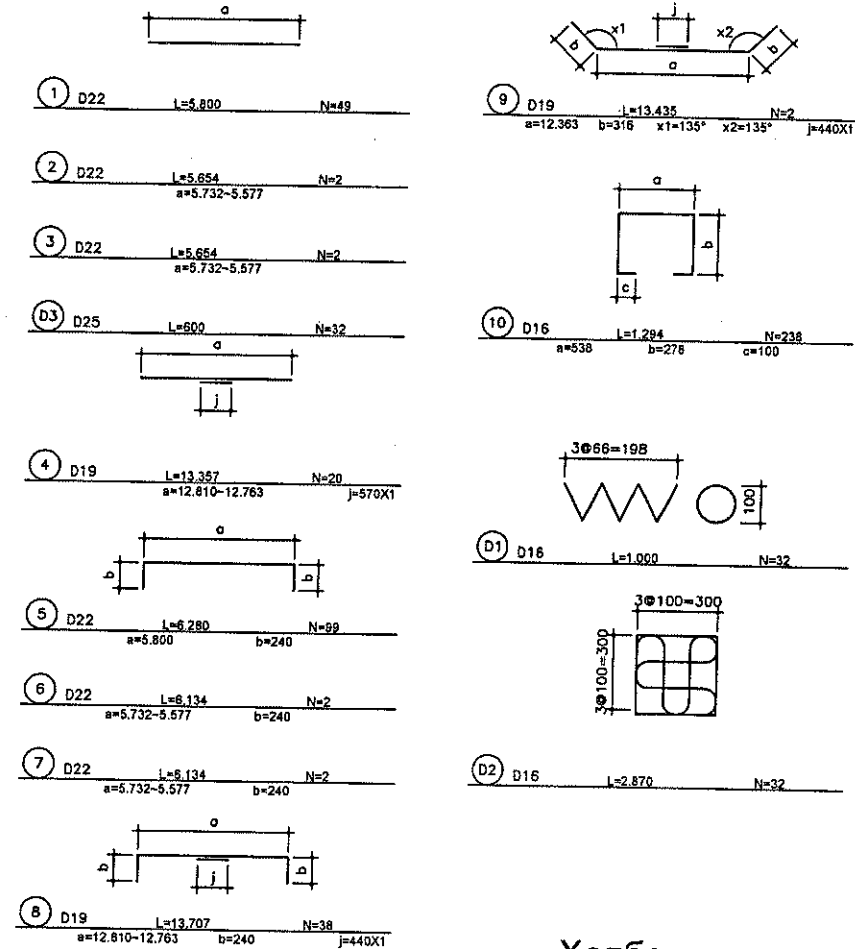 a
1 D22 L=5.800 N=49
2 D22 L=5.654 N=2
a=5.732~5.577
3 D22 L=5.654 N=2
a=5.732~5.577
D3 D25 L=600 N=32
a
j
4 D19 L=13.357 N=20
a=12.810~12.763 j=570X1
a
b b
5 D22 L=6.280 N=99
a=5.800 b=240
6 D22 L=6.134 N=2
a=5.732~5.577 b=240
7 D22 L=6.134 N=2
a=5.732~5.577 b=240
a
b j b
8 D19 L=13.707 N=38
a=12.810~12.763 b=240 j=440X1
j
x1 x2
b a b
9 D19 L=13.435 N=2
a=12.363 b=316 x1=135° x2=135° j=440X1
a
b
c
10 D16 L=1.294 N=238
a=538 b=278 c=100
3@66=198
100
D1 D16 L=1.000 N=32
3@100=300
3@100=300
D2 D16 L=2.870 N=32